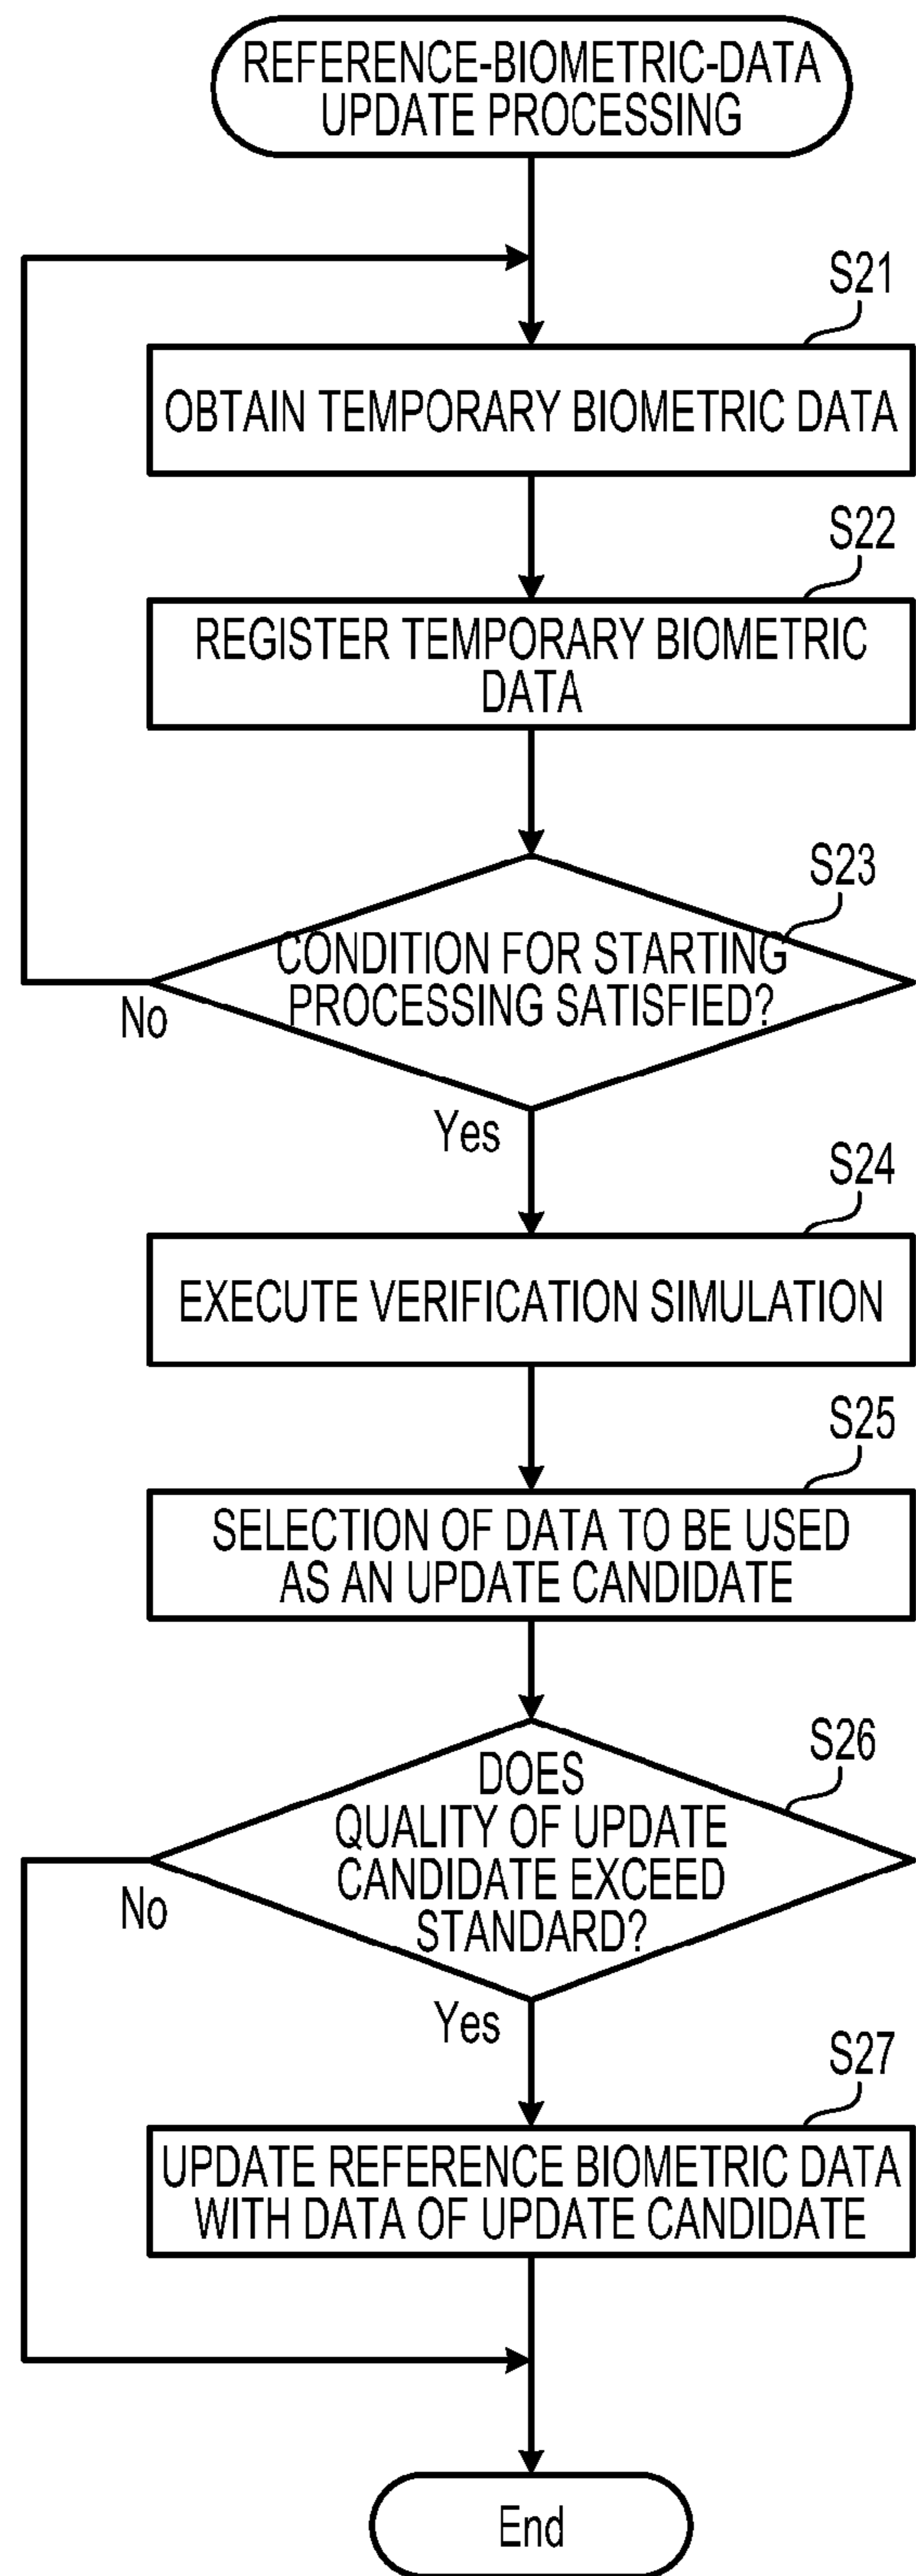 REFERENCE-BIOMETRIC-DATA
UPDATE PROCESSING
S21
OBTAIN TEMPORARY BIOMETRIC DATA
S22
REGISTER TEMPORARY BIOMETRIC
DATA
S23
CONDITION FOR STARTING
PROCESSING SATISFIED?
No
Yes
S24
EXECUTE VERIFICATION SIMULATION
S25
SELECTION OF DATA TO BE USED
AS AN UPDATE CANDIDATE
S26
DOES
QUALITY OF UPDATE
CANDIDATE EXCEED
STANDARD?
No
Yes
S27
UPDATE REFERENCE BIOMETRIC DATA
WITH DATA OF UPDATE CANDIDATE
End